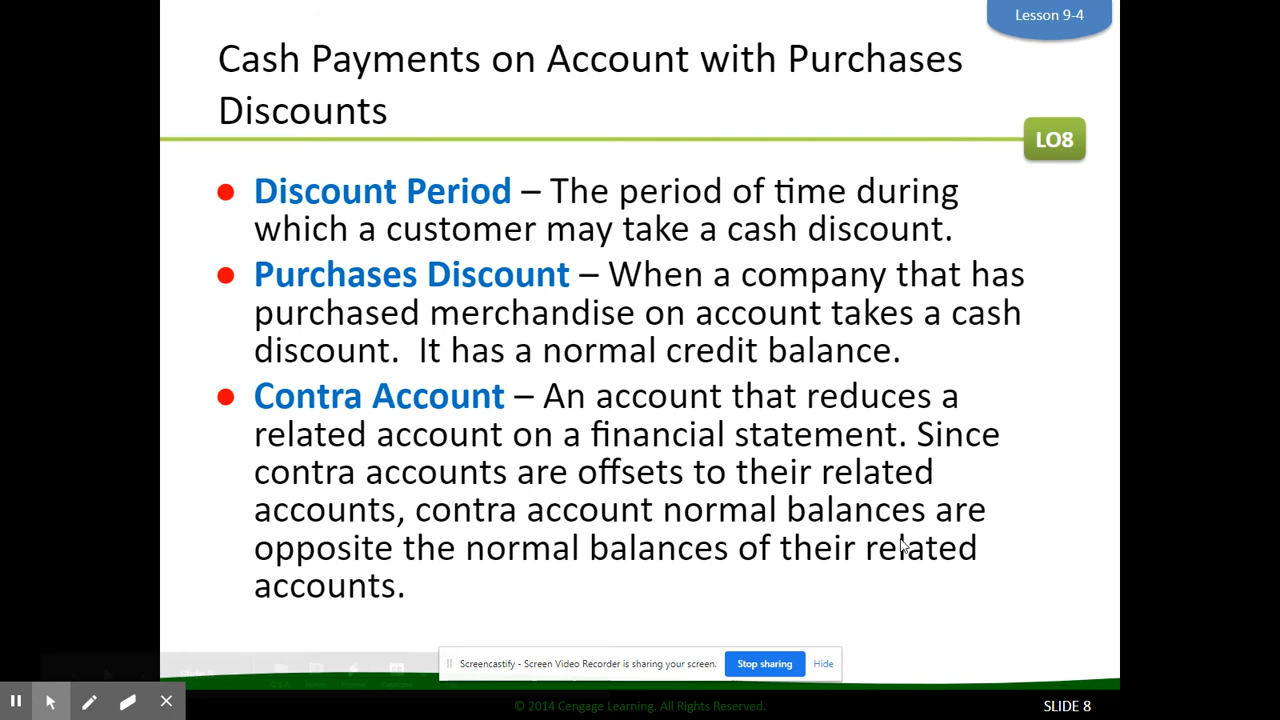 Lesson 9-4
Cash Payments on Account with Purchases
Discounts
LO8
● Discount Period – The period of time during
which a customer may take a cash discount.
● Purchases Discount – When a company that has
purchased merchandise on account takes a cash
discount.  It has a normal credit balance.
● Contra Account – An account that reduces a
related account on a financial statement. Since
contra accounts are offsets to their related
accounts, contra account normal balances are
opposite the normal balances of their related
accounts.
Screencastify - Screen Video Recorder is sharing your screen. Stop sharing Hide
© 2014 Cengage Learning. All Rights Reserved.
SLIDE 8